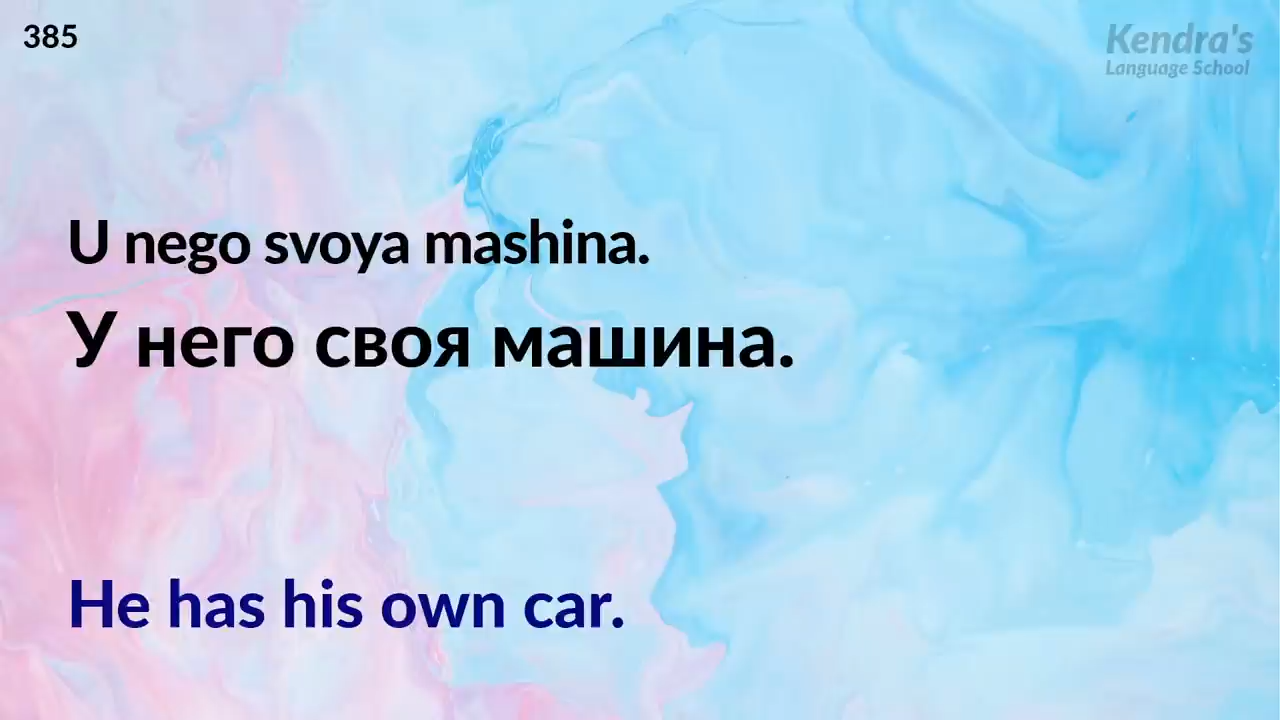 385
Kendra's
Language School
U nego svoya mashina.
У него своя машина.
He has his own car.